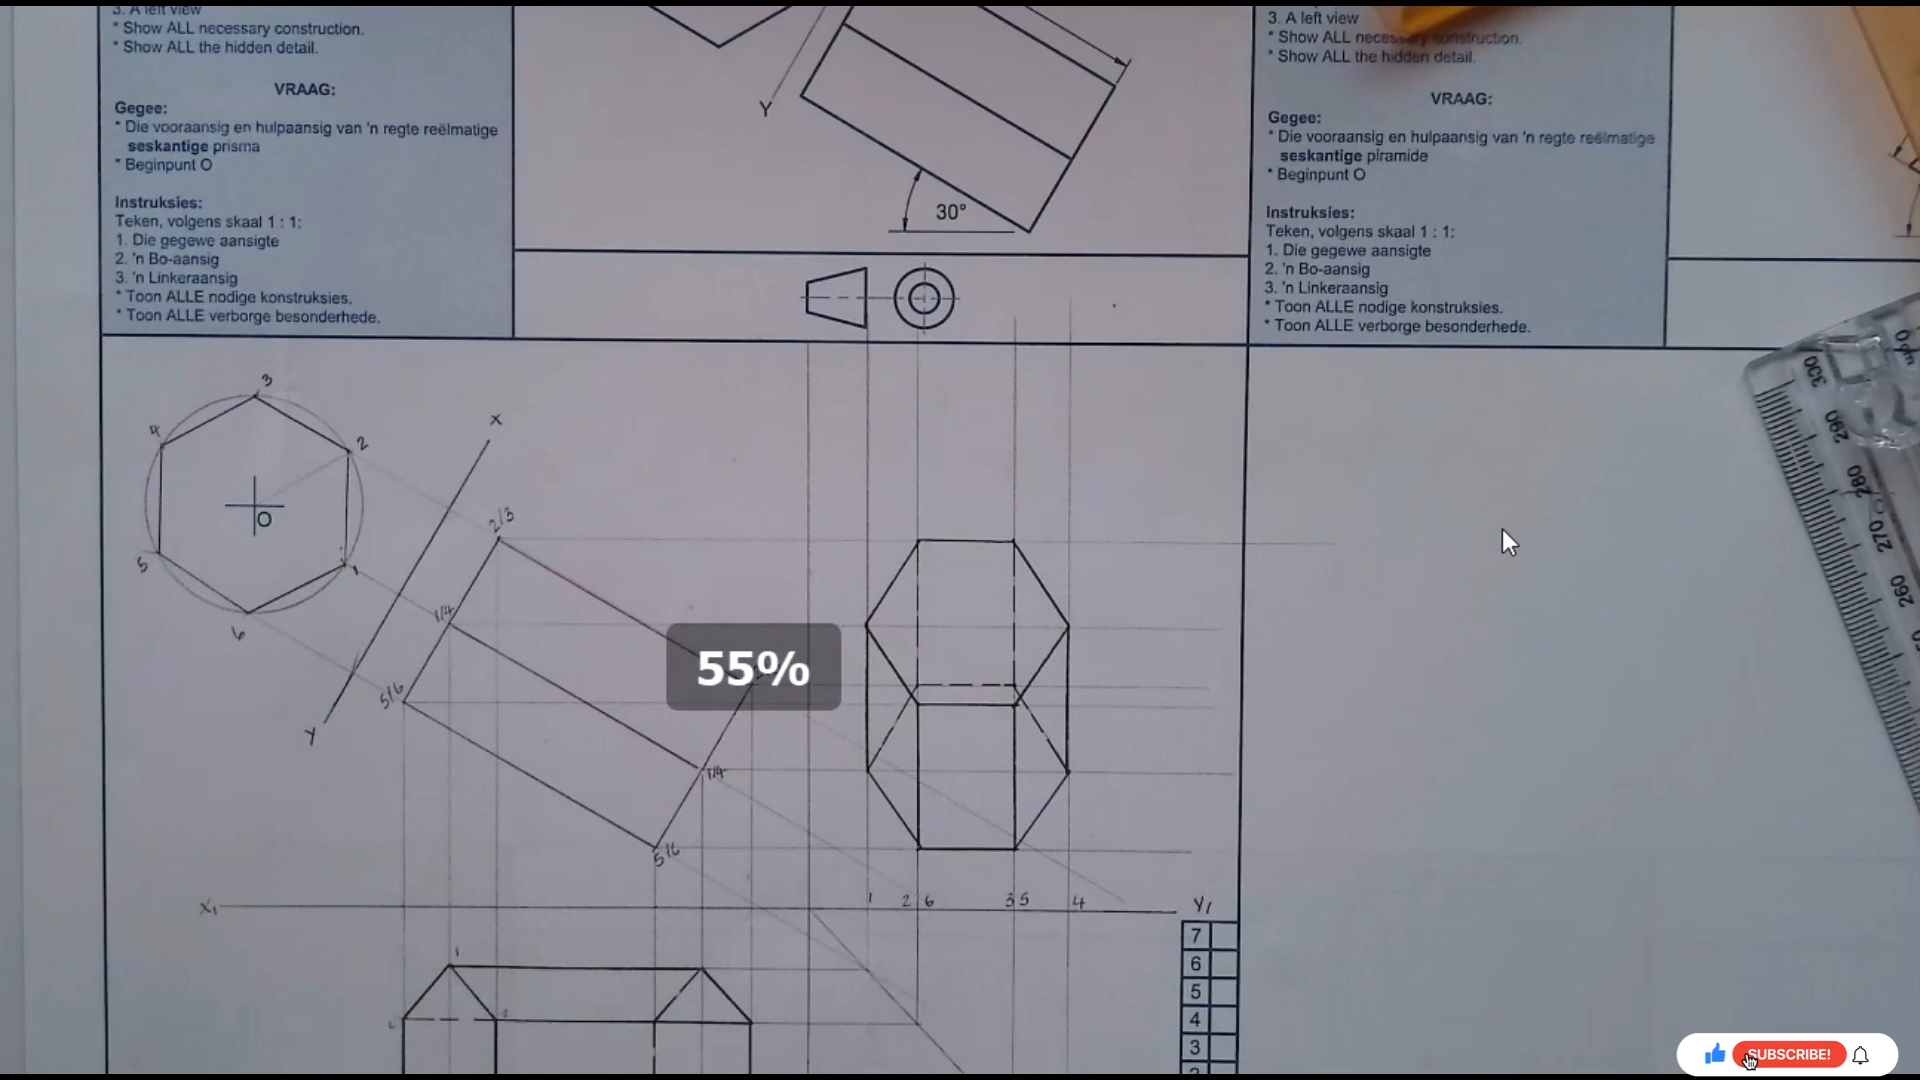 3. A left view
* Show ALL necessary construction.
* Show ALL the hidden detail.
VRAAG:
Gegee:
* Die vooraansig en hulpaansig van 'n regte reëlmatige
seskantige prisma
* Beginpunt O
Instruksies:
Teken, volgens skaal 1 : 1:
1. Die gegewe aansigte
2. 'n Bo-aansig
3. 'n Linkeraansig
* Toon ALLE nodige konstruksies.
* Toon ALLE verborge besonderhede.
Y
30°
3. A left view
* Show ALL necessary construction.
* Show ALL the hidden detail.
VRAAG:
Gegee:
* Die vooraansig en hulpaansig van 'n regte reëlmatige
seskantige piramide
* Beginpunt O
Instruksies:
Teken, volgens skaal 1 : 1:
1. Die gegewe aansigte
2. 'n Bo-aansig
3. 'n Linkeraansig
* Toon ALLE nodige konstruksies.
* Toon ALLE verborge besonderhede.
300
290
280
270
260
3
4
2
O
5
1
6
X
2/3
1/4
5/6
Y
55%
1/4
5/6
X1
1 2 6 3 5 4
Y1
7
6
5
4
3
1
2
SUBSCRIBE!